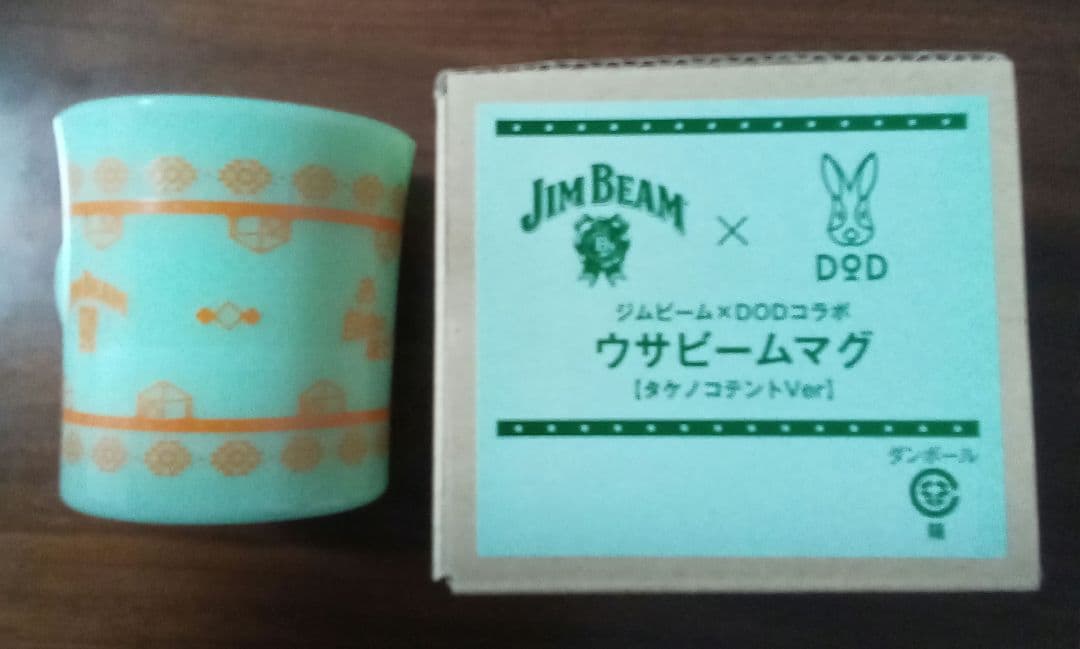 JIM BEAM
B
×
DOD
ジムビーム×DODコラボ
ウサビームマグ
【タケノコテントVer】
ダンボール
箱